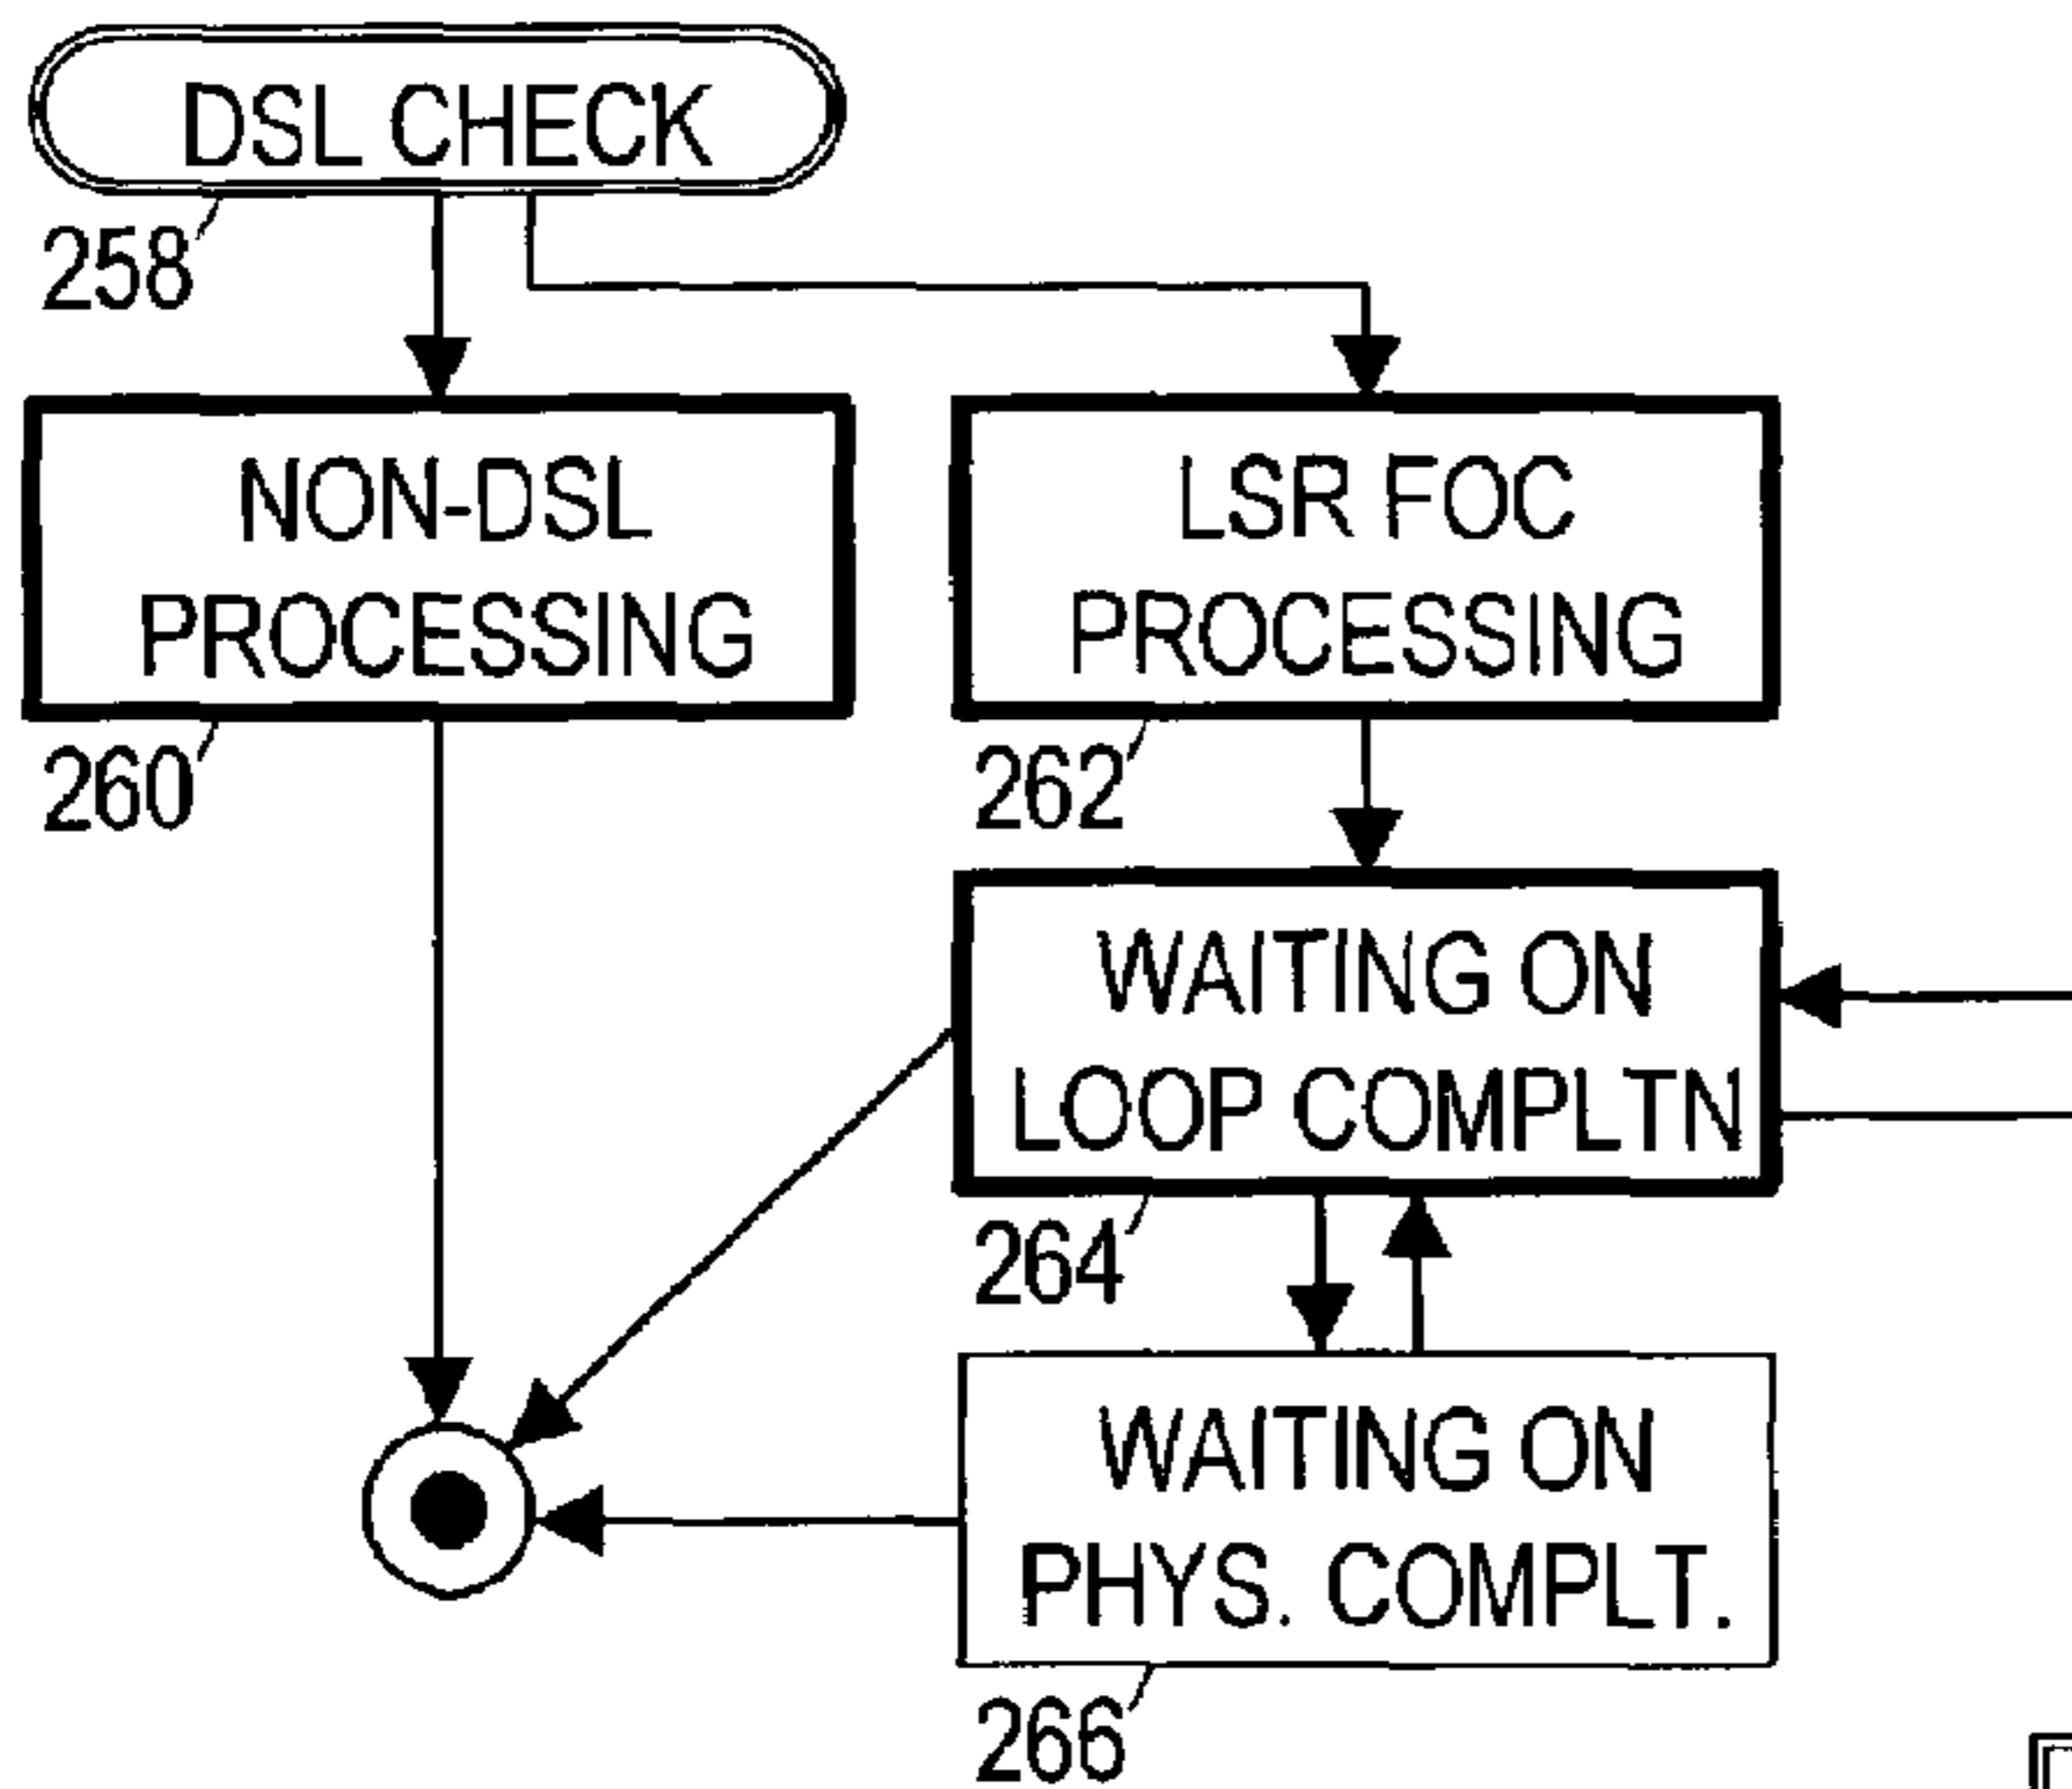 DSL CHECK
258
NON-DSL
PROCESSING
260
LSR FOC
PROCESSING
262
WAITING ON
LOOP COMPLTN
264
WAITING ON
PHYS. COMPLT.
266